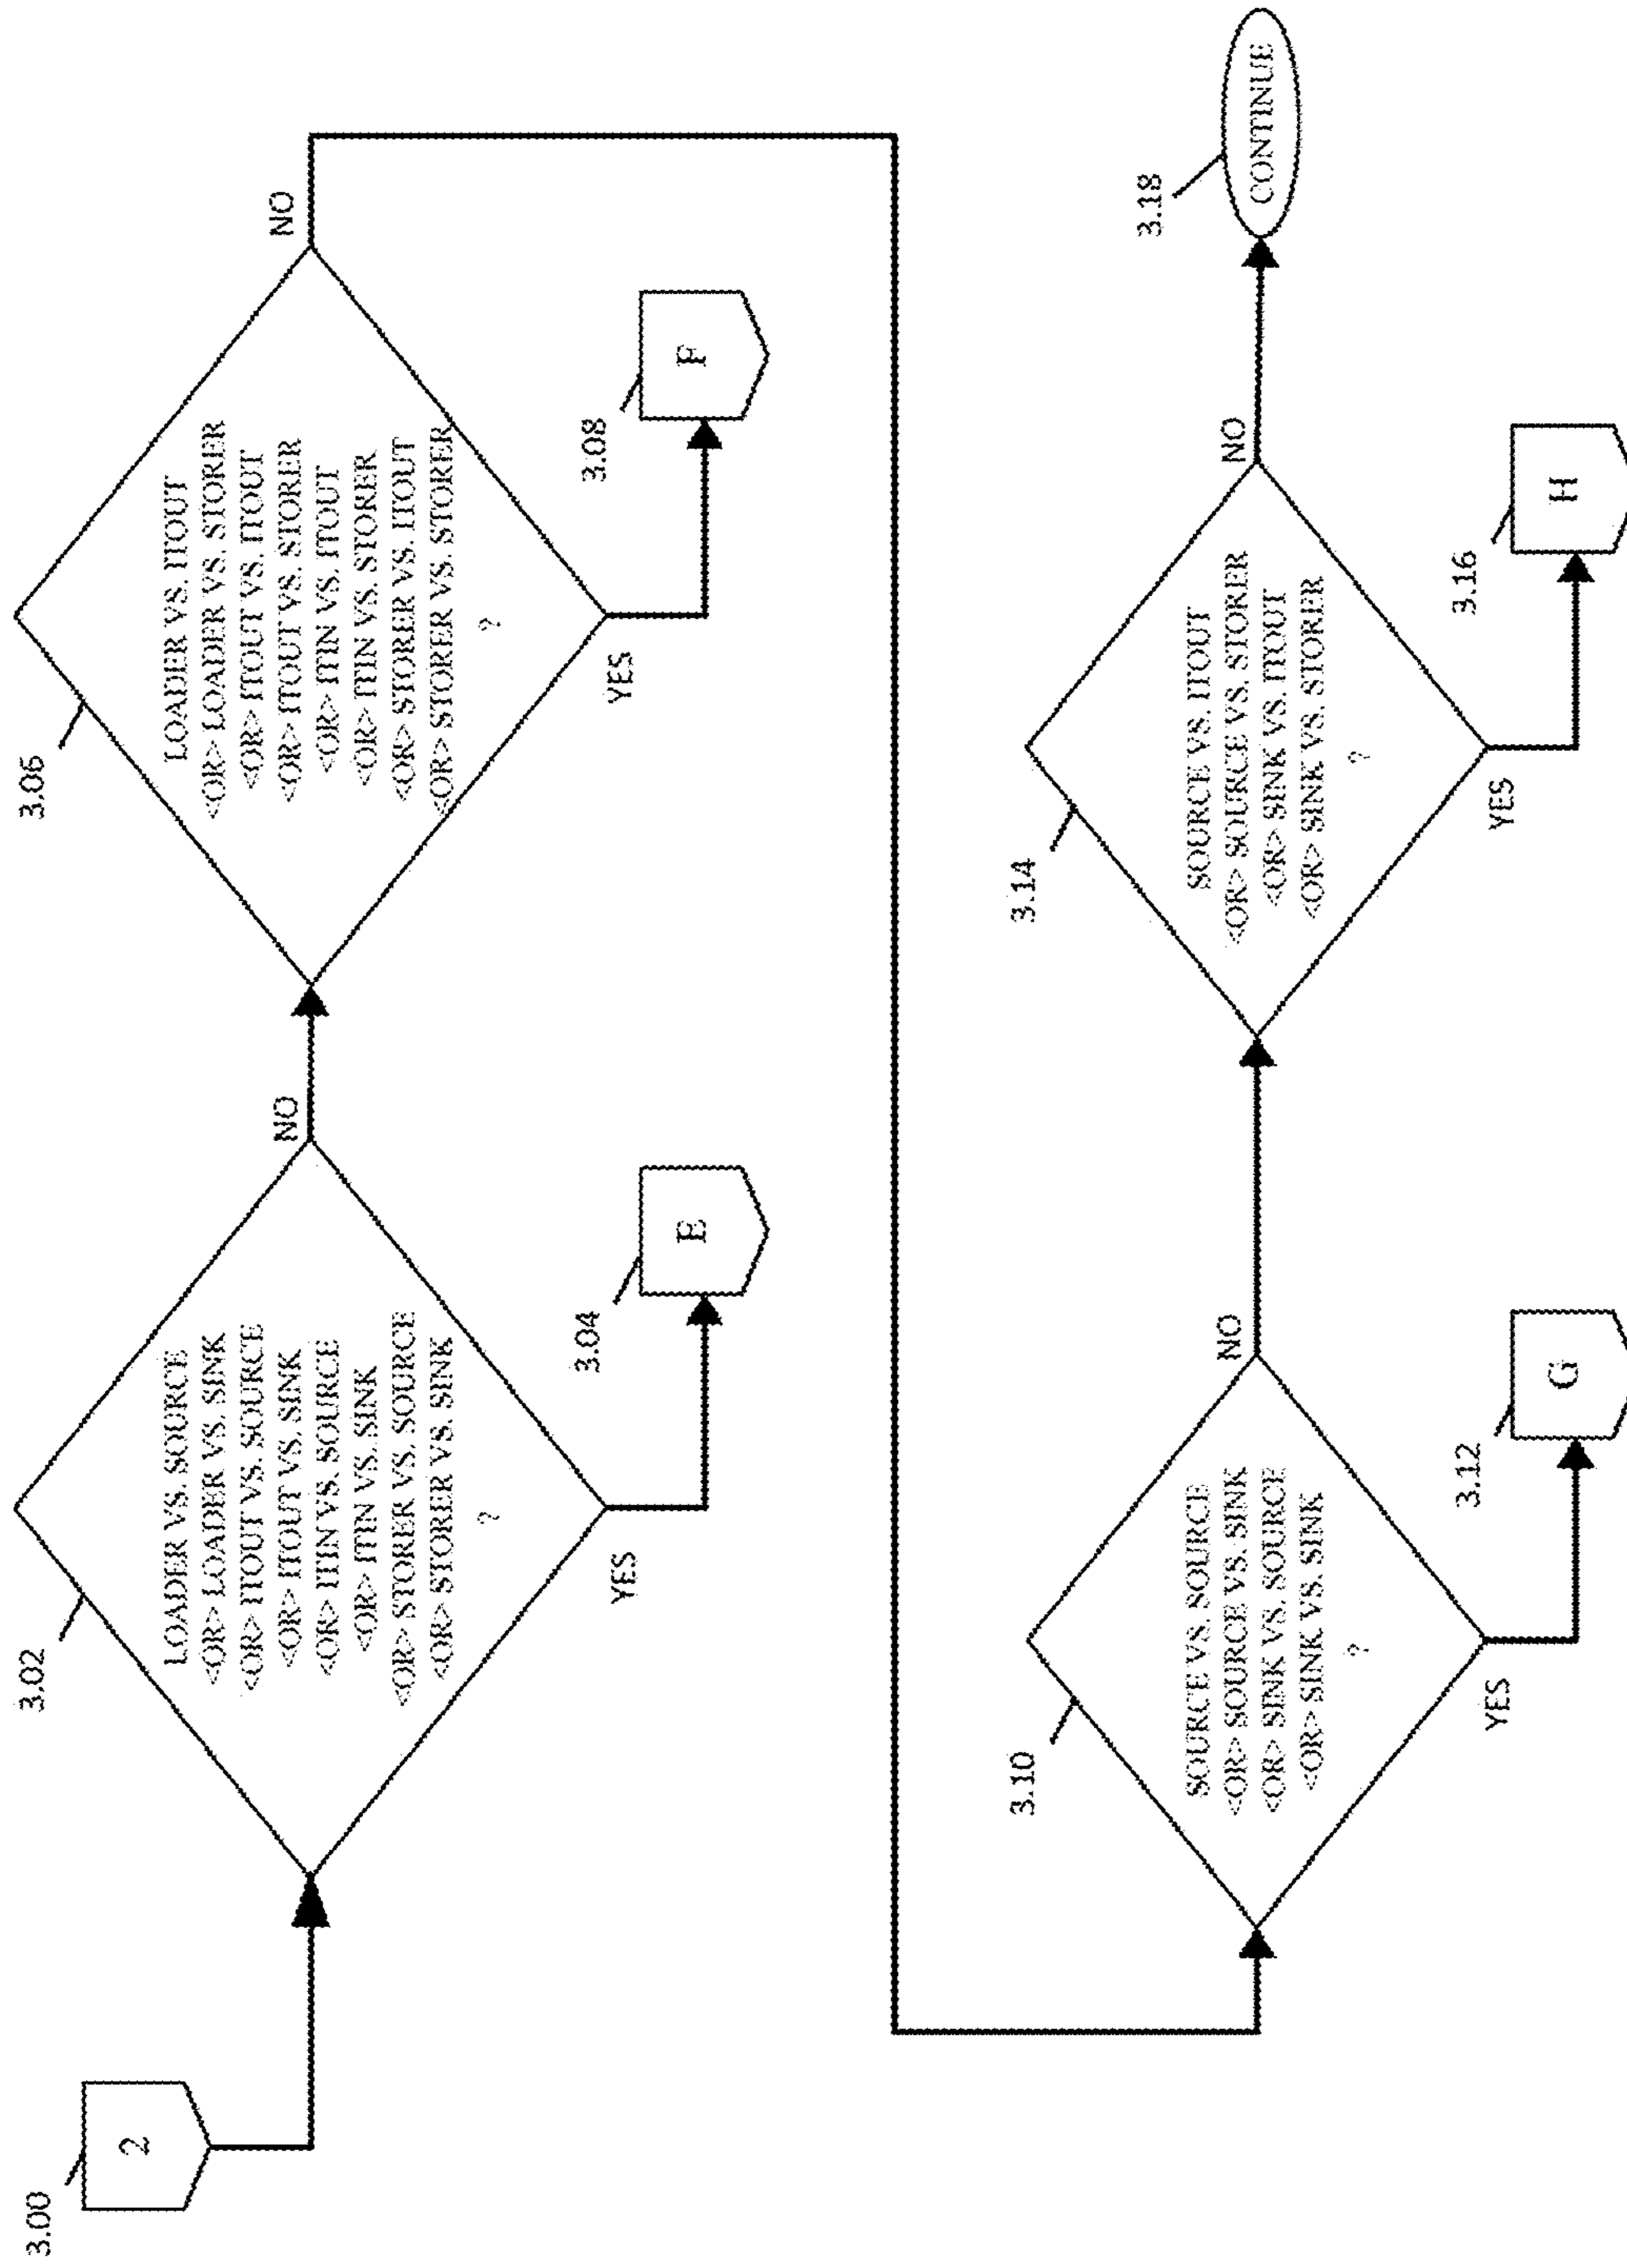 3.00
2
3.02
LOADER VS. SOURCE
<OR> LOADER VS. SINK
<OR> ITOUT VS. SOURCE
<OR> ITOUT VS. SINK
<OR> ITIN VS. SOURCE
<OR> ITIN VS. SINK
<OR> STORER VS. SOURCE
<OR> STORER VS. SINK
?
NO
YES
3.04
E
3.06
LOADER VS. ITOUT
<OR> LOADER VS. STORER
<OR> ITOUT VS. ITOUT
<OR> ITOUT VS. STORER
<OR> ITIN VS. ITOUT
<OR> ITIN VS. STORER
<OR> STORER VS. ITOUT
<OR> STORER VS. STORER
?
NO
YES
3.08
F
3.10
SOURCE VS. SOURCE
<OR> SOURCE VS. SINK
<OR> SINK VS. SOURCE
<OR> SINK VS. SINK
?
NO
YES
3.12
G
3.14
SOURCE VS. ITOUT
<OR> SOURCE VS. STORER
<OR> SINK VS. ITOUT
<OR> SINK VS. STORER
?
NO
YES
3.16
H
3.18
CONTINUE